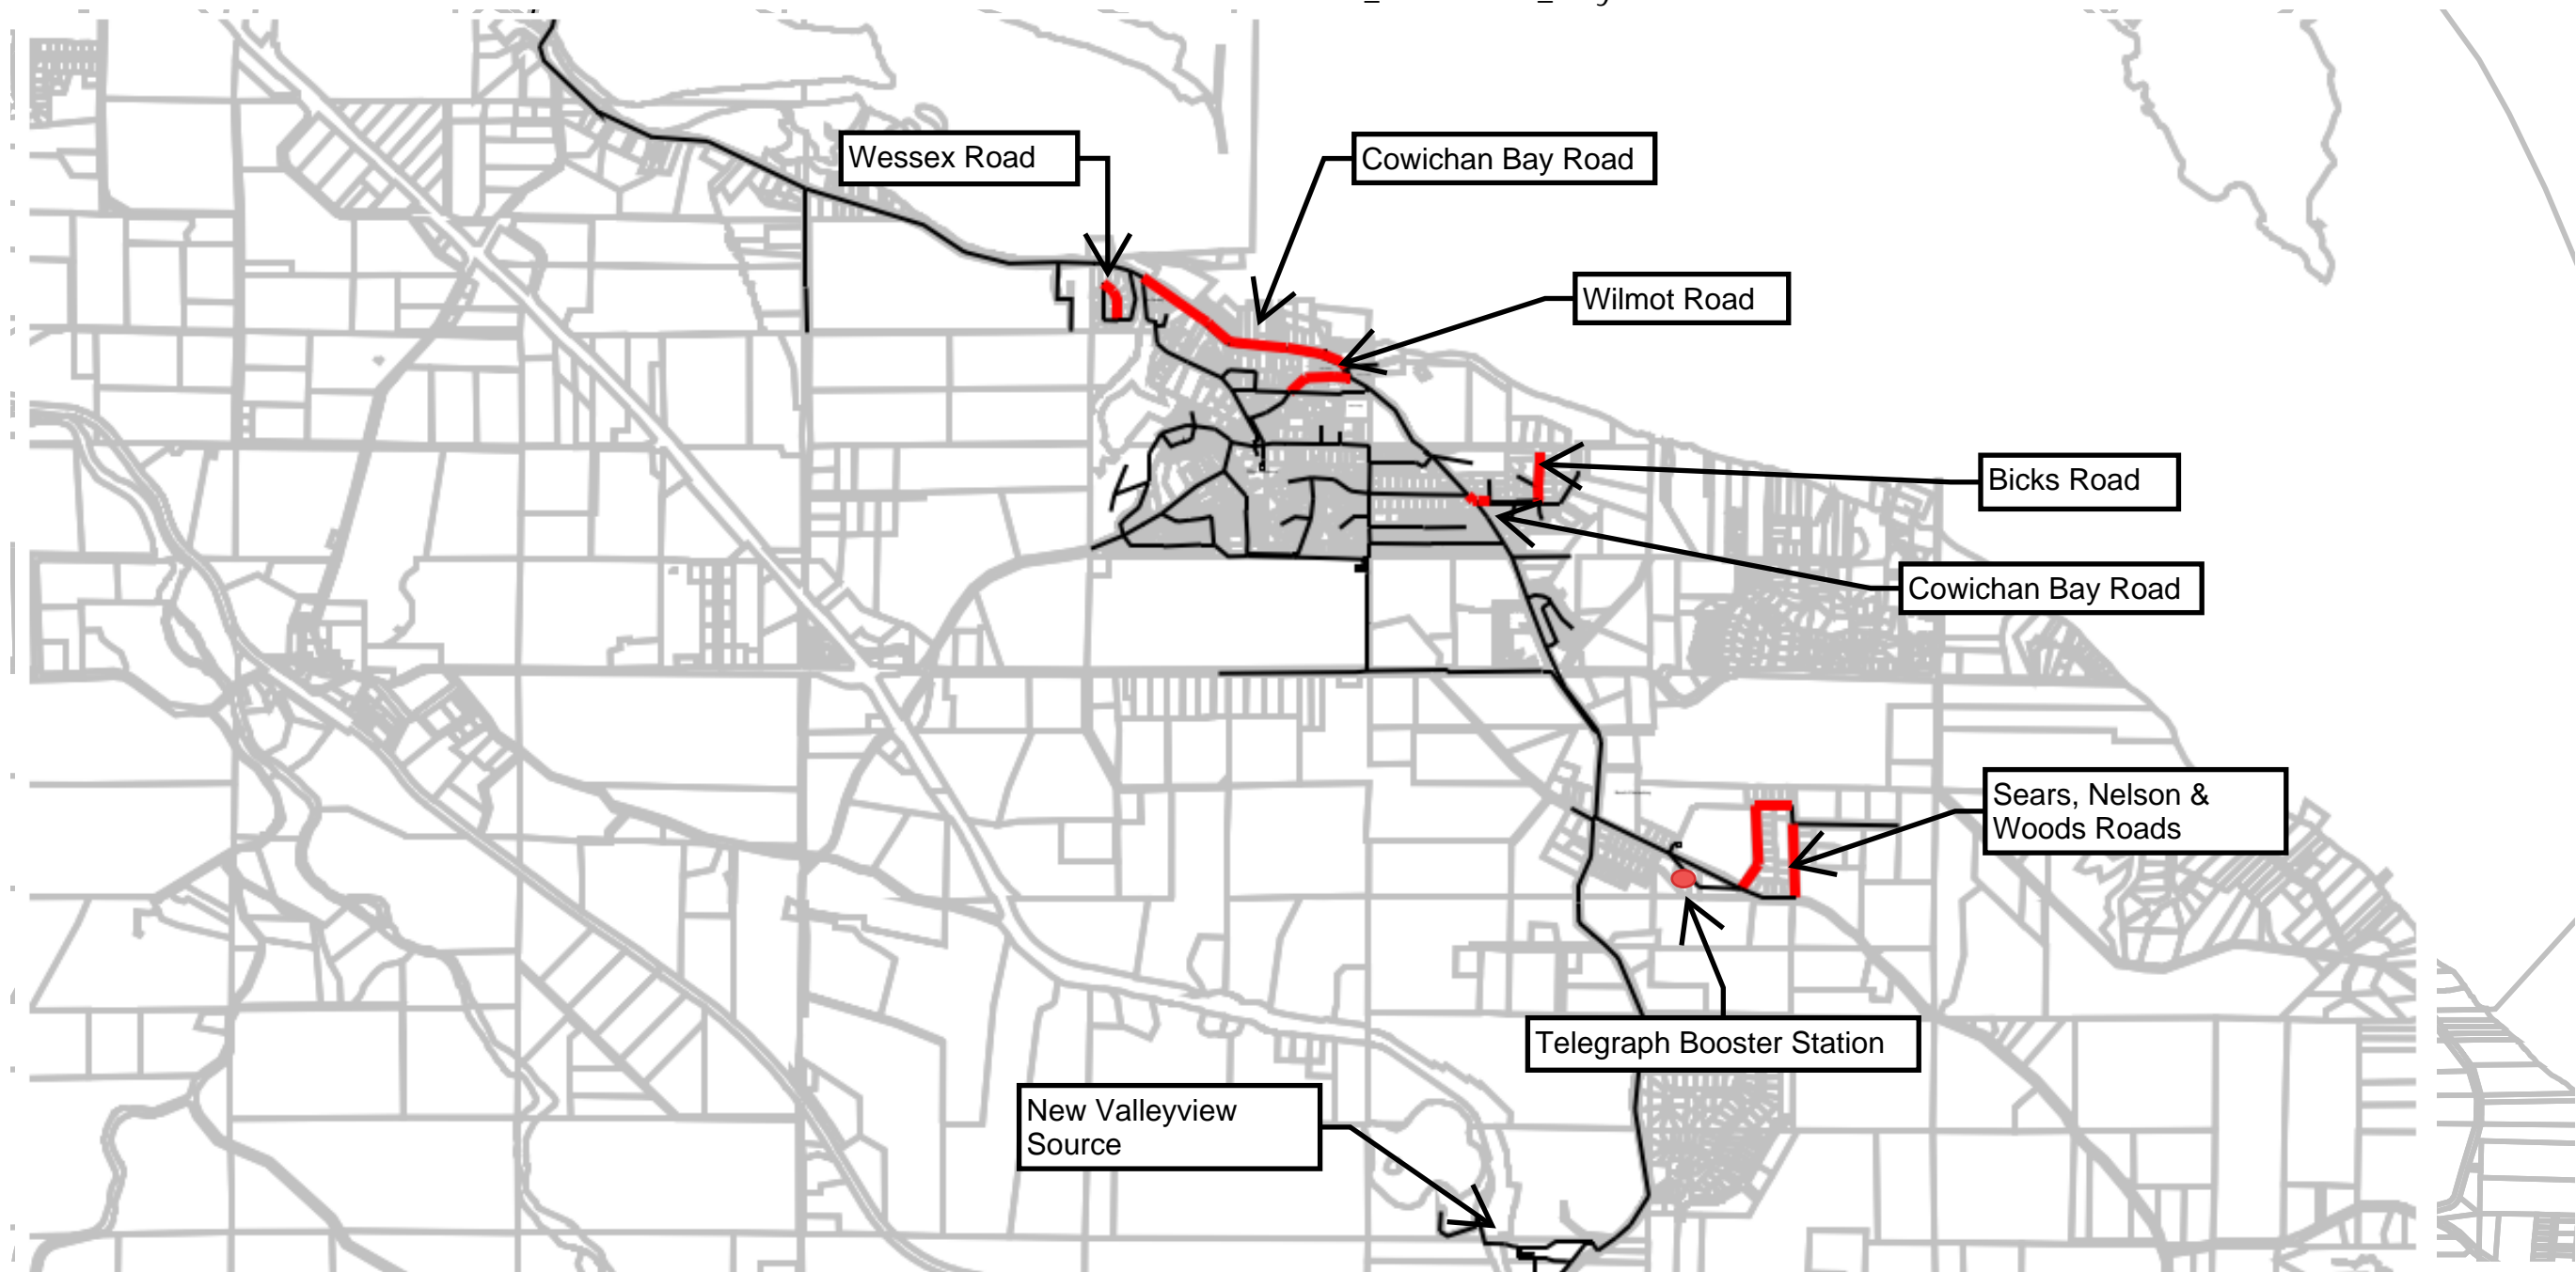 Wessex Road
Cowichan Bay Road
Wilmot Road
Bicks Road
Cowichan Bay Road
Sears, Nelson &
Woods Roads
Telegraph Booster Station
New Valleyview
Source